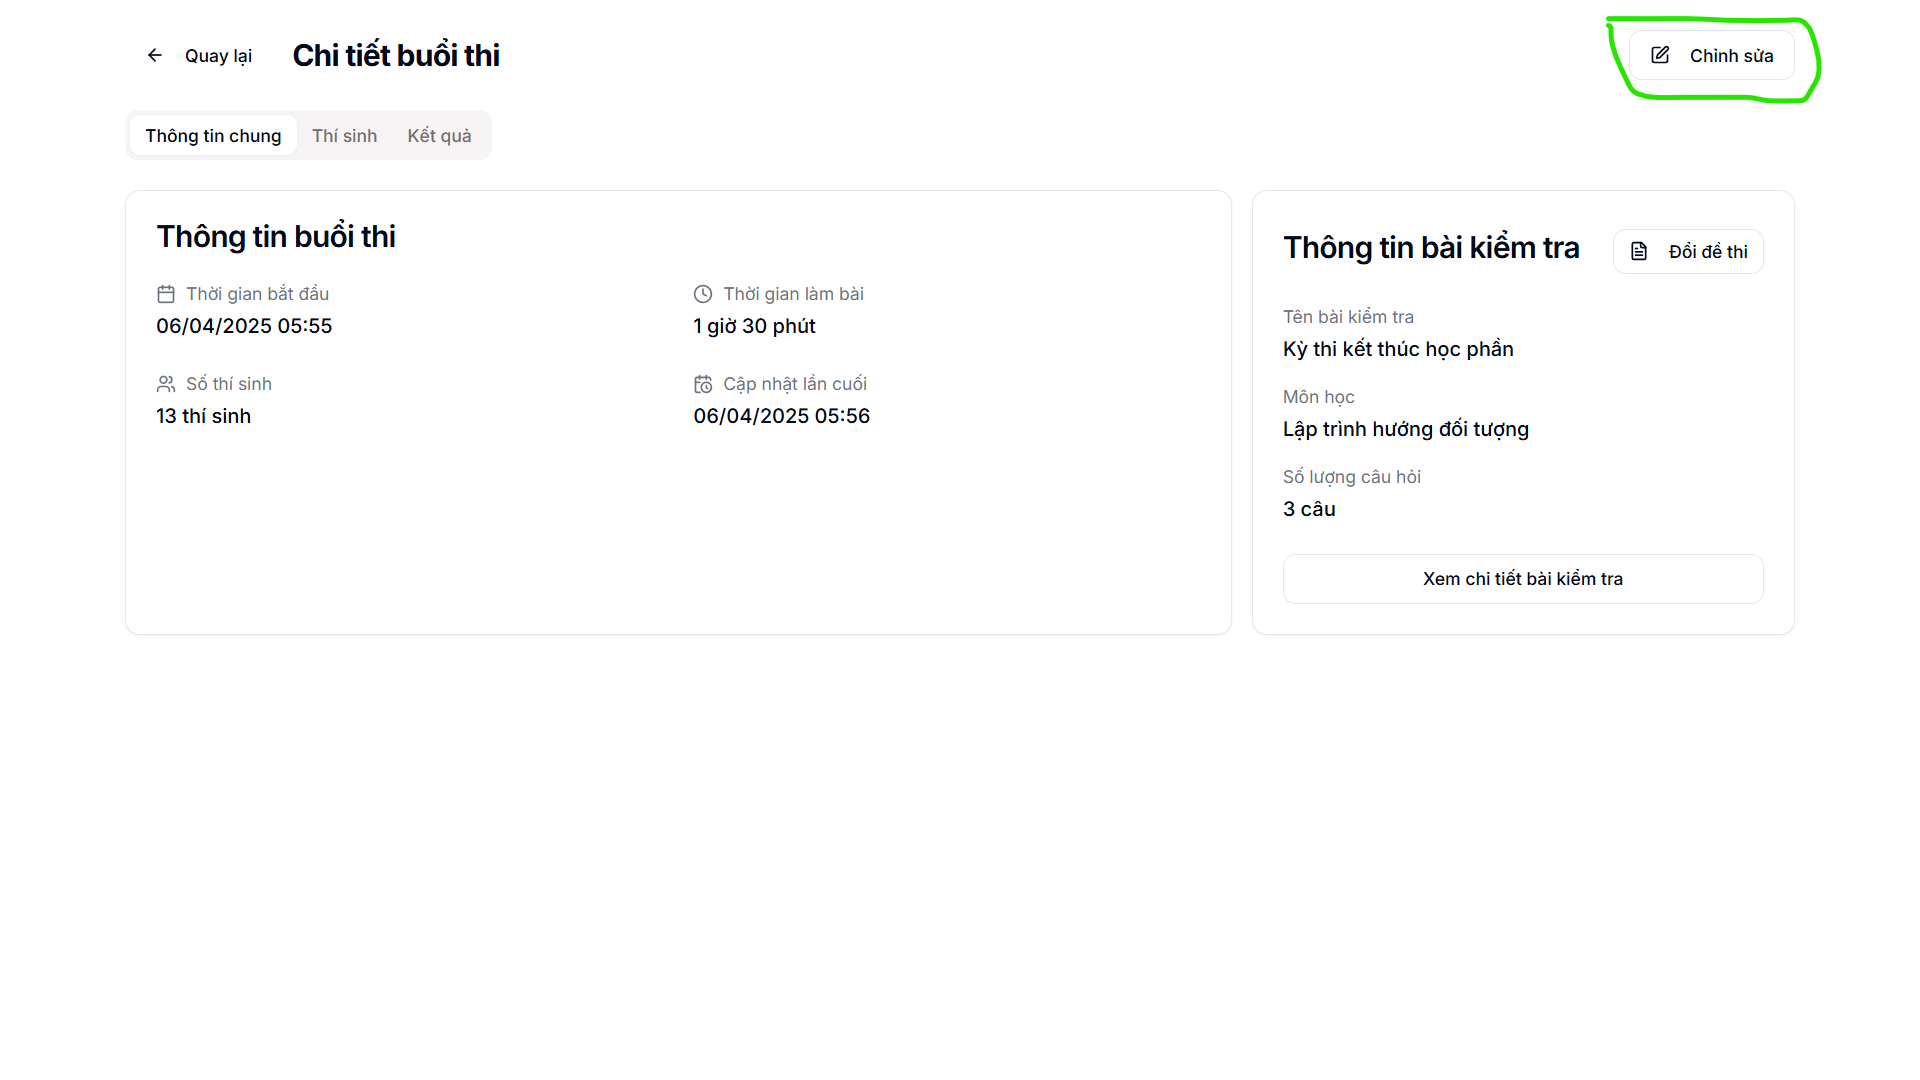 Quay lại
Chi tiết buổi thi
Chỉnh sửa
Thông tin chung
Thí sinh
Kết quả
Thông tin buổi thi
Thời gian bắt đầu
06/04/2025 05:55
Thời gian làm bài
1 giờ 30 phút
Số thí sinh
13 thí sinh
Cập nhật lần cuối
06/04/2025 05:56
Thông tin bài kiểm tra
Đổi đề thi
Tên bài kiểm tra
Kỳ thi kết thúc học phần
Môn học
Lập trình hướng đối tượng
Số lượng câu hỏi
3 câu
Xem chi tiết bài kiểm tra